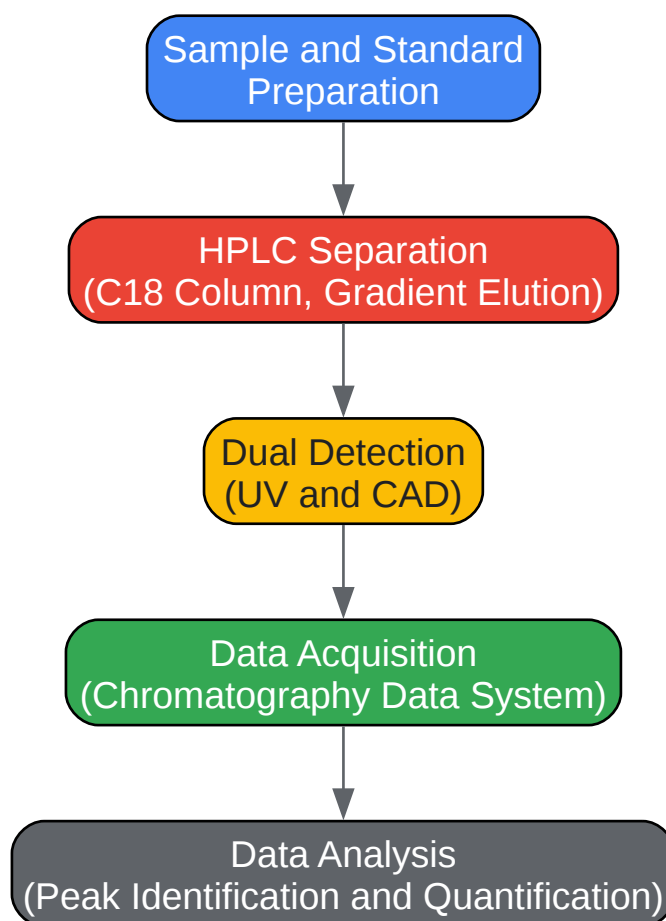 Sample and Standard
Preparation
HPLC Separation
(C18 Column, Gradient Elution)
Dual Detection
(UV and CAD)
Data Acquisition
(Chromatography Data System)
Data Analysis
(Peak Identification and Quantification)